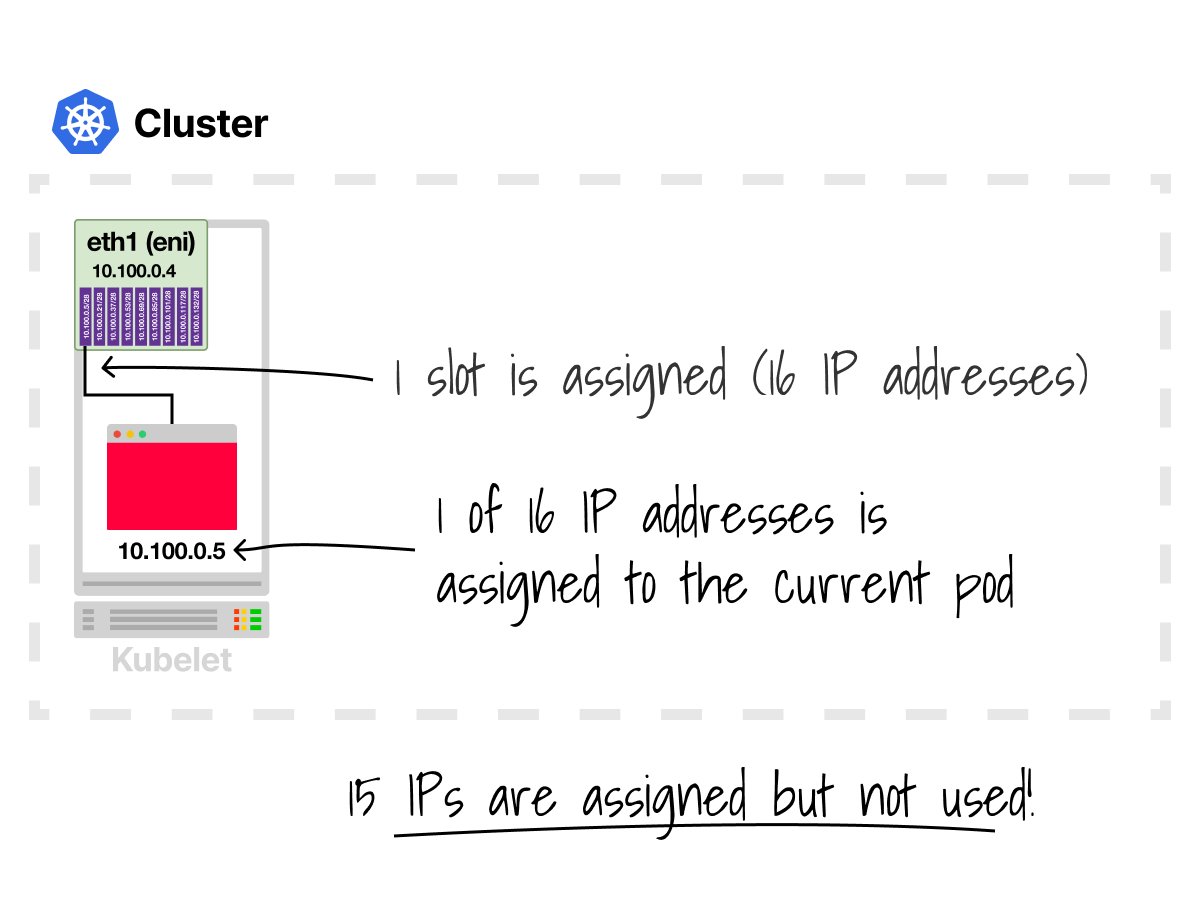 Cluster
eth1 (eni)
10.100.0.4
10.100.0.5/28
10.100.0.21/28
10.100.0.37/28
10.100.0.53/28
10.100.0.69/28
10.100.0.85/28
10.100.0.101/28
10.100.0.117/28
10.100.0.132/28
1 slot is assigned (16 IP addresses)
1 of 16 IP addresses is
assigned to the current pod
10.100.0.5
Kubelet
15 IPs are assigned but not used!